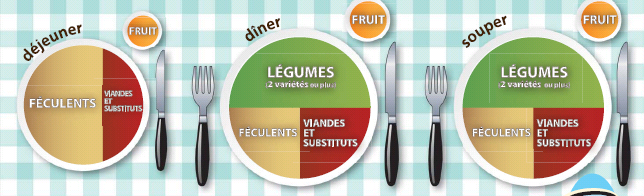 déjeuner
FRUIT
FÉCULENTS
VIANDES
ET
SUBSTITUTS
dîner
FRUIT
LÉGUMES
(2 variétés ou plus)
FÉCULENTS
VIANDES
ET
SUBSTITUTS
souper
FRUIT
LÉGUMES
(2 variétés ou plus)
FÉCULENTS
VIANDES
ET
SUBSTITUTS